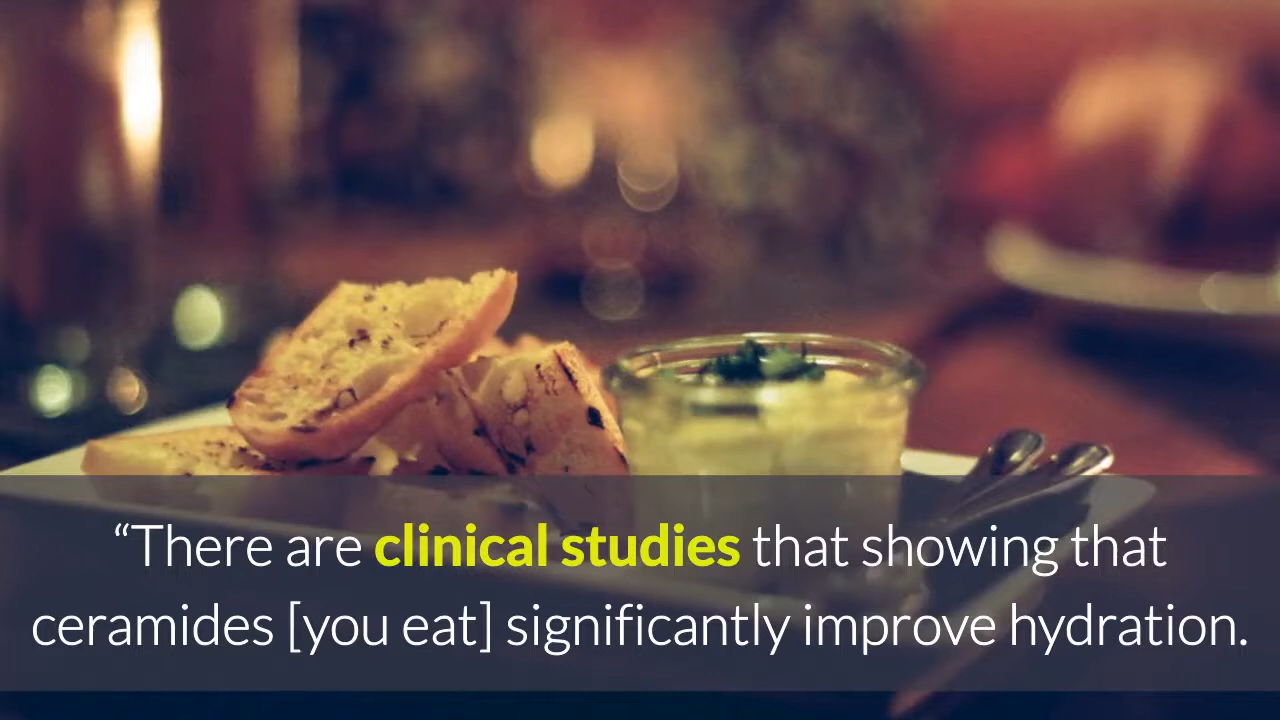 “There are clinical studies that showing that
ceramides [you eat] significantly improve hydration.